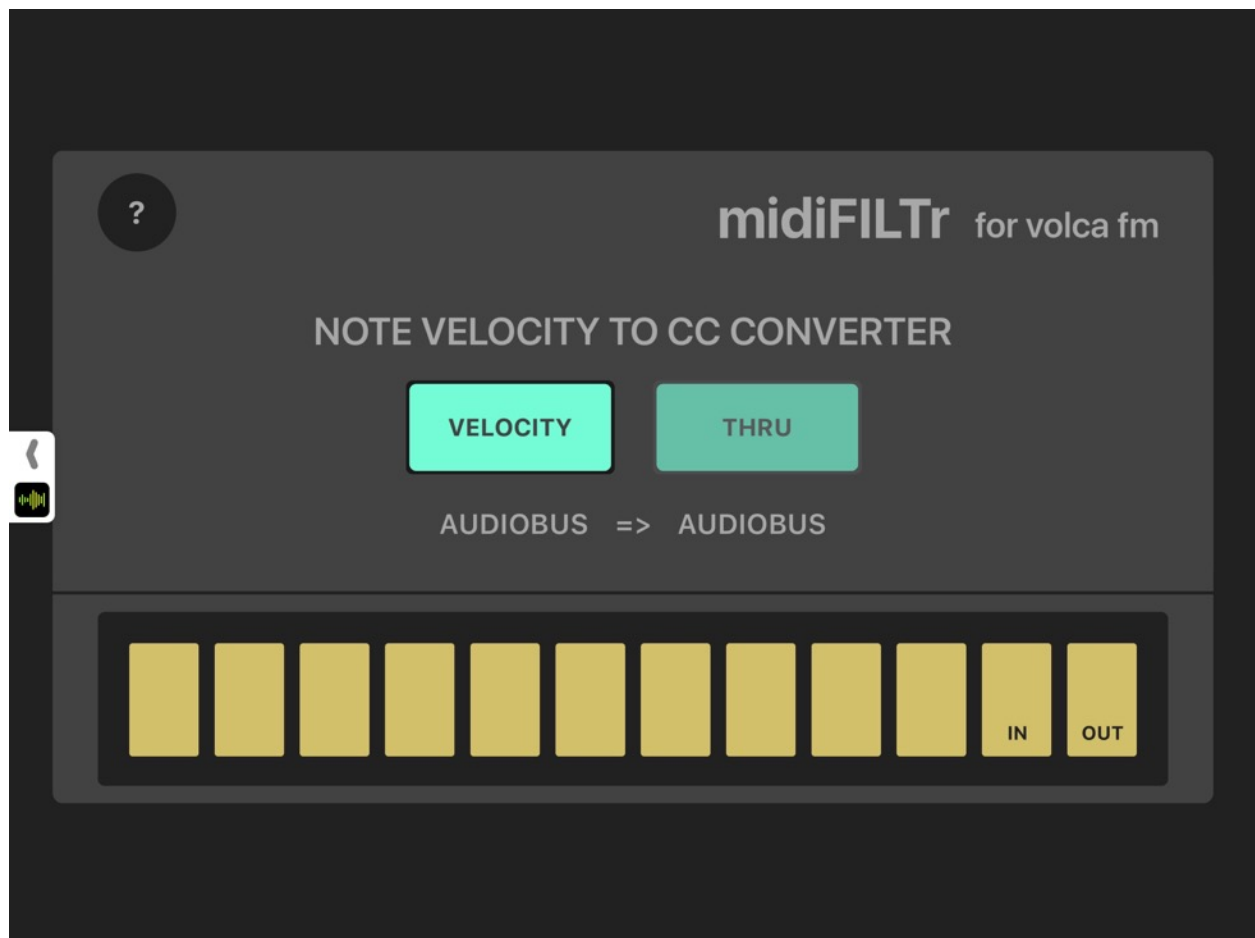 ?
midiFILTr for volca fm
NOTE VELOCITY TO CC CONVERTER
VELOCITY THRU
AUDIOBUS => AUDIOBUS
IN OUT